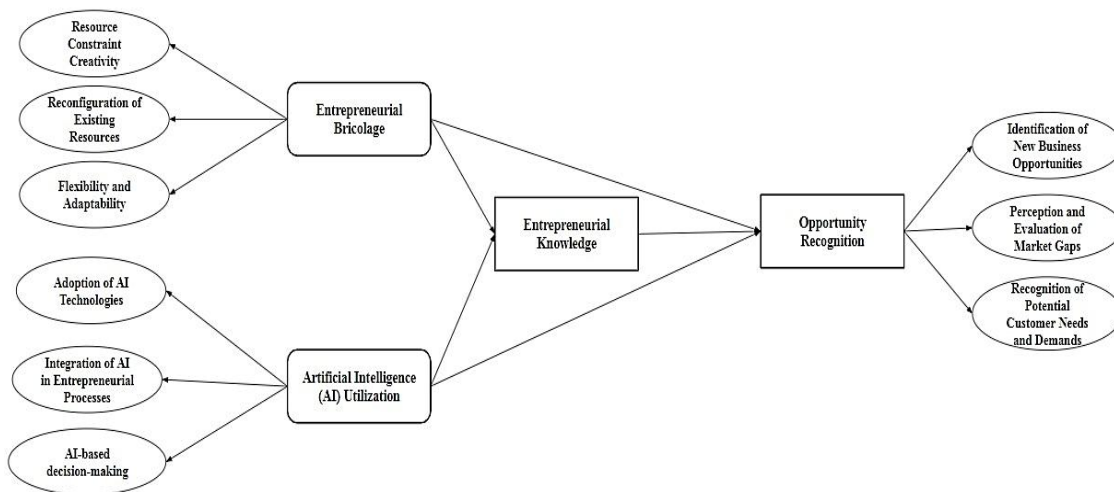 Resource
Constraint
Creativity
Reconfiguration of
Existing
Resources
Flexibility and
Adaptability
Entrepreneurial
Bricolage
Adoption of AI
Technologies
Integration of AI
in Entrepreneurial
Processes
AI-based
decision-making
Artificial Intelligence
(AI) Utilization
Entrepreneurial
Knowledge
Opportunity
Recognition
Identification of
New Business
Opportunities
Perception and
Evaluation of
Market Gaps
Recognition of
Potential
Customer Needs
and Demands